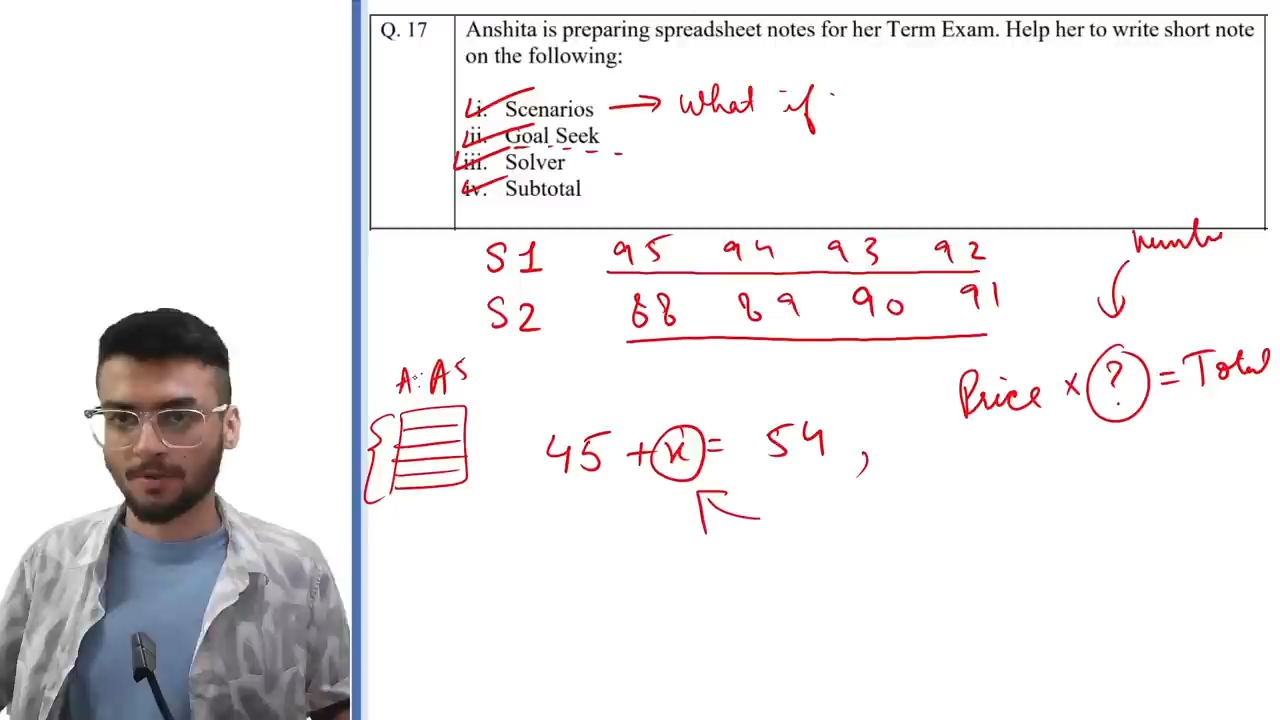 Q. 17 Anshita is preparing spreadsheet notes for her Term Exam. Help her to write short note
on the following:
i. Scenarios → What if
ii. Goal Seek
iii. Solver
iv. Subtotal
S1 95 94 93 92
S2 88 89 90 91
Price × ? = Total
A: A5
45 + x = 54 ,